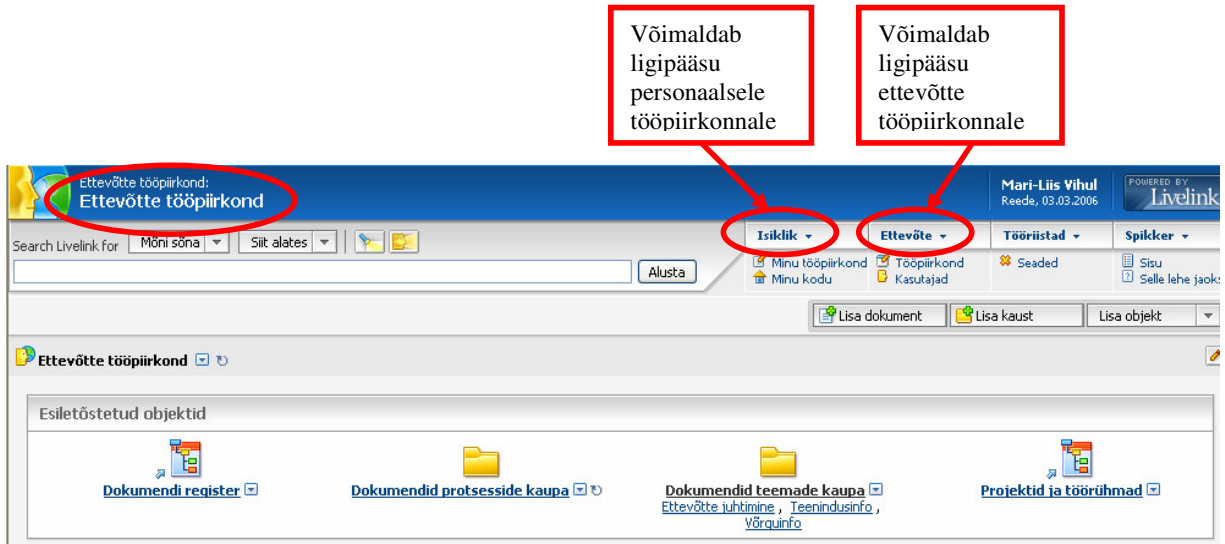 Võimaldab
ligipääsu
personaalsele
tööpiirkonnale
Võimaldab
ligipääsu
ettevõtte
tööpiirkonnale
Ettevõtte tööpiirkond:
Ettevõtte tööpiirkond
Mari-Liis Vihul
Reede, 03.03.2006
POWERED BY
Livelink
Search Livelink for Mõni sõna Siit alates
Alusta
Isiklik Ettevõte Tööriistad Spikker
Minu tööpiirkond Tööpiirkond Seaded Sisu
Minu kodu Kasutajad Selle lehe jaoks
Lisa dokument Lisa kaust Lisa objekt
Ettevõtte tööpiirkond
Esiletõstetud objektid
Dokumendi register Dokumendid protsesside kaupa Dokumendid teemade kaupa Projektid ja töörühmad
Ettevõtte juhtimine , Teenindusinfo ,
Võrguinfo